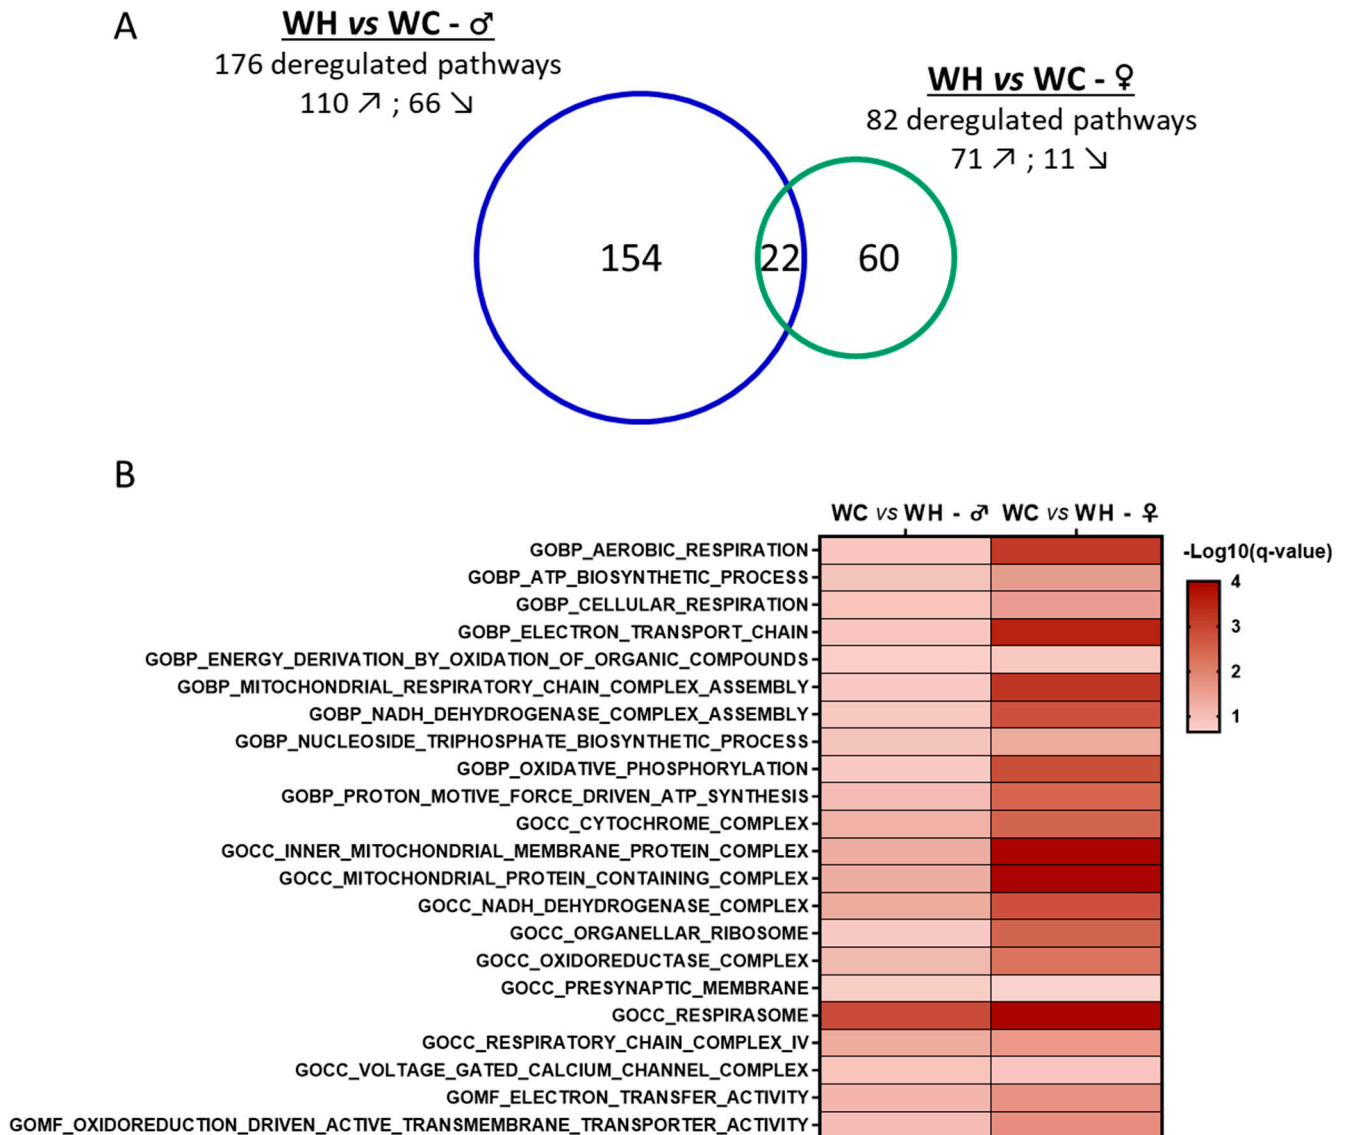 A
WH vs WC - ♂
176 deregulated pathways
110 ↗ ; 66 ↘
WH vs WC - ♀
82 deregulated pathways
71 ↗ ; 11 ↘
154
22
60
B
WC vs WH - ♂ WC vs WH - ♀
-Log10(q-value)
4
3
2
1
GOBP_AEROBIC_RESPIRATION
GOBP_ATP_BIOSYNTHETIC_PROCESS
GOBP_CELLULAR_RESPIRATION
GOBP_ELECTRON_TRANSPORT_CHAIN
GOBP_ENERGY_DERIVATION_BY_OXIDATION_OF_ORGANIC_COMPOUNDS
GOBP_MITOCHONDRIAL_RESPIRATORY_CHAIN_COMPLEX_ASSEMBLY
GOBP_NADH_DEHYDROGENASE_COMPLEX_ASSEMBLY
GOBP_NUCLEOSIDE_TRIPHOSPHATE_BIOSYNTHETIC_PROCESS
GOBP_OXIDATIVE_PHOSPHORYLATION
GOBP_PROTON_MOTIVE_FORCE_DRIVEN_ATP_SYNTHESIS
GOCC_CYTOCHROME_COMPLEX
GOCC_INNER_MITOCHONDRIAL_MEMBRANE_PROTEIN_COMPLEX
GOCC_MITOCHONDRIAL_PROTEIN_CONTAINING_COMPLEX
GOCC_NADH_DEHYDROGENASE_COMPLEX
GOCC_ORGANELLAR_RIBOSOME
GOCC_OXIDOREDUCTASE_COMPLEX
GOCC_PRESYNAPTIC_MEMBRANE
GOCC_RESPIRASOME
GOCC_RESPIRATORY_CHAIN_COMPLEX_IV
GOCC_VOLTAGE_GATED_CALCIUM_CHANNEL_COMPLEX
GOMF_ELECTRON_TRANSFER_ACTIVITY
GOMF_OXIDOREDUCTION_DRIVEN_ACTIVE_TRANSMEMBRANE_TRANSPORTER_ACTIVITY